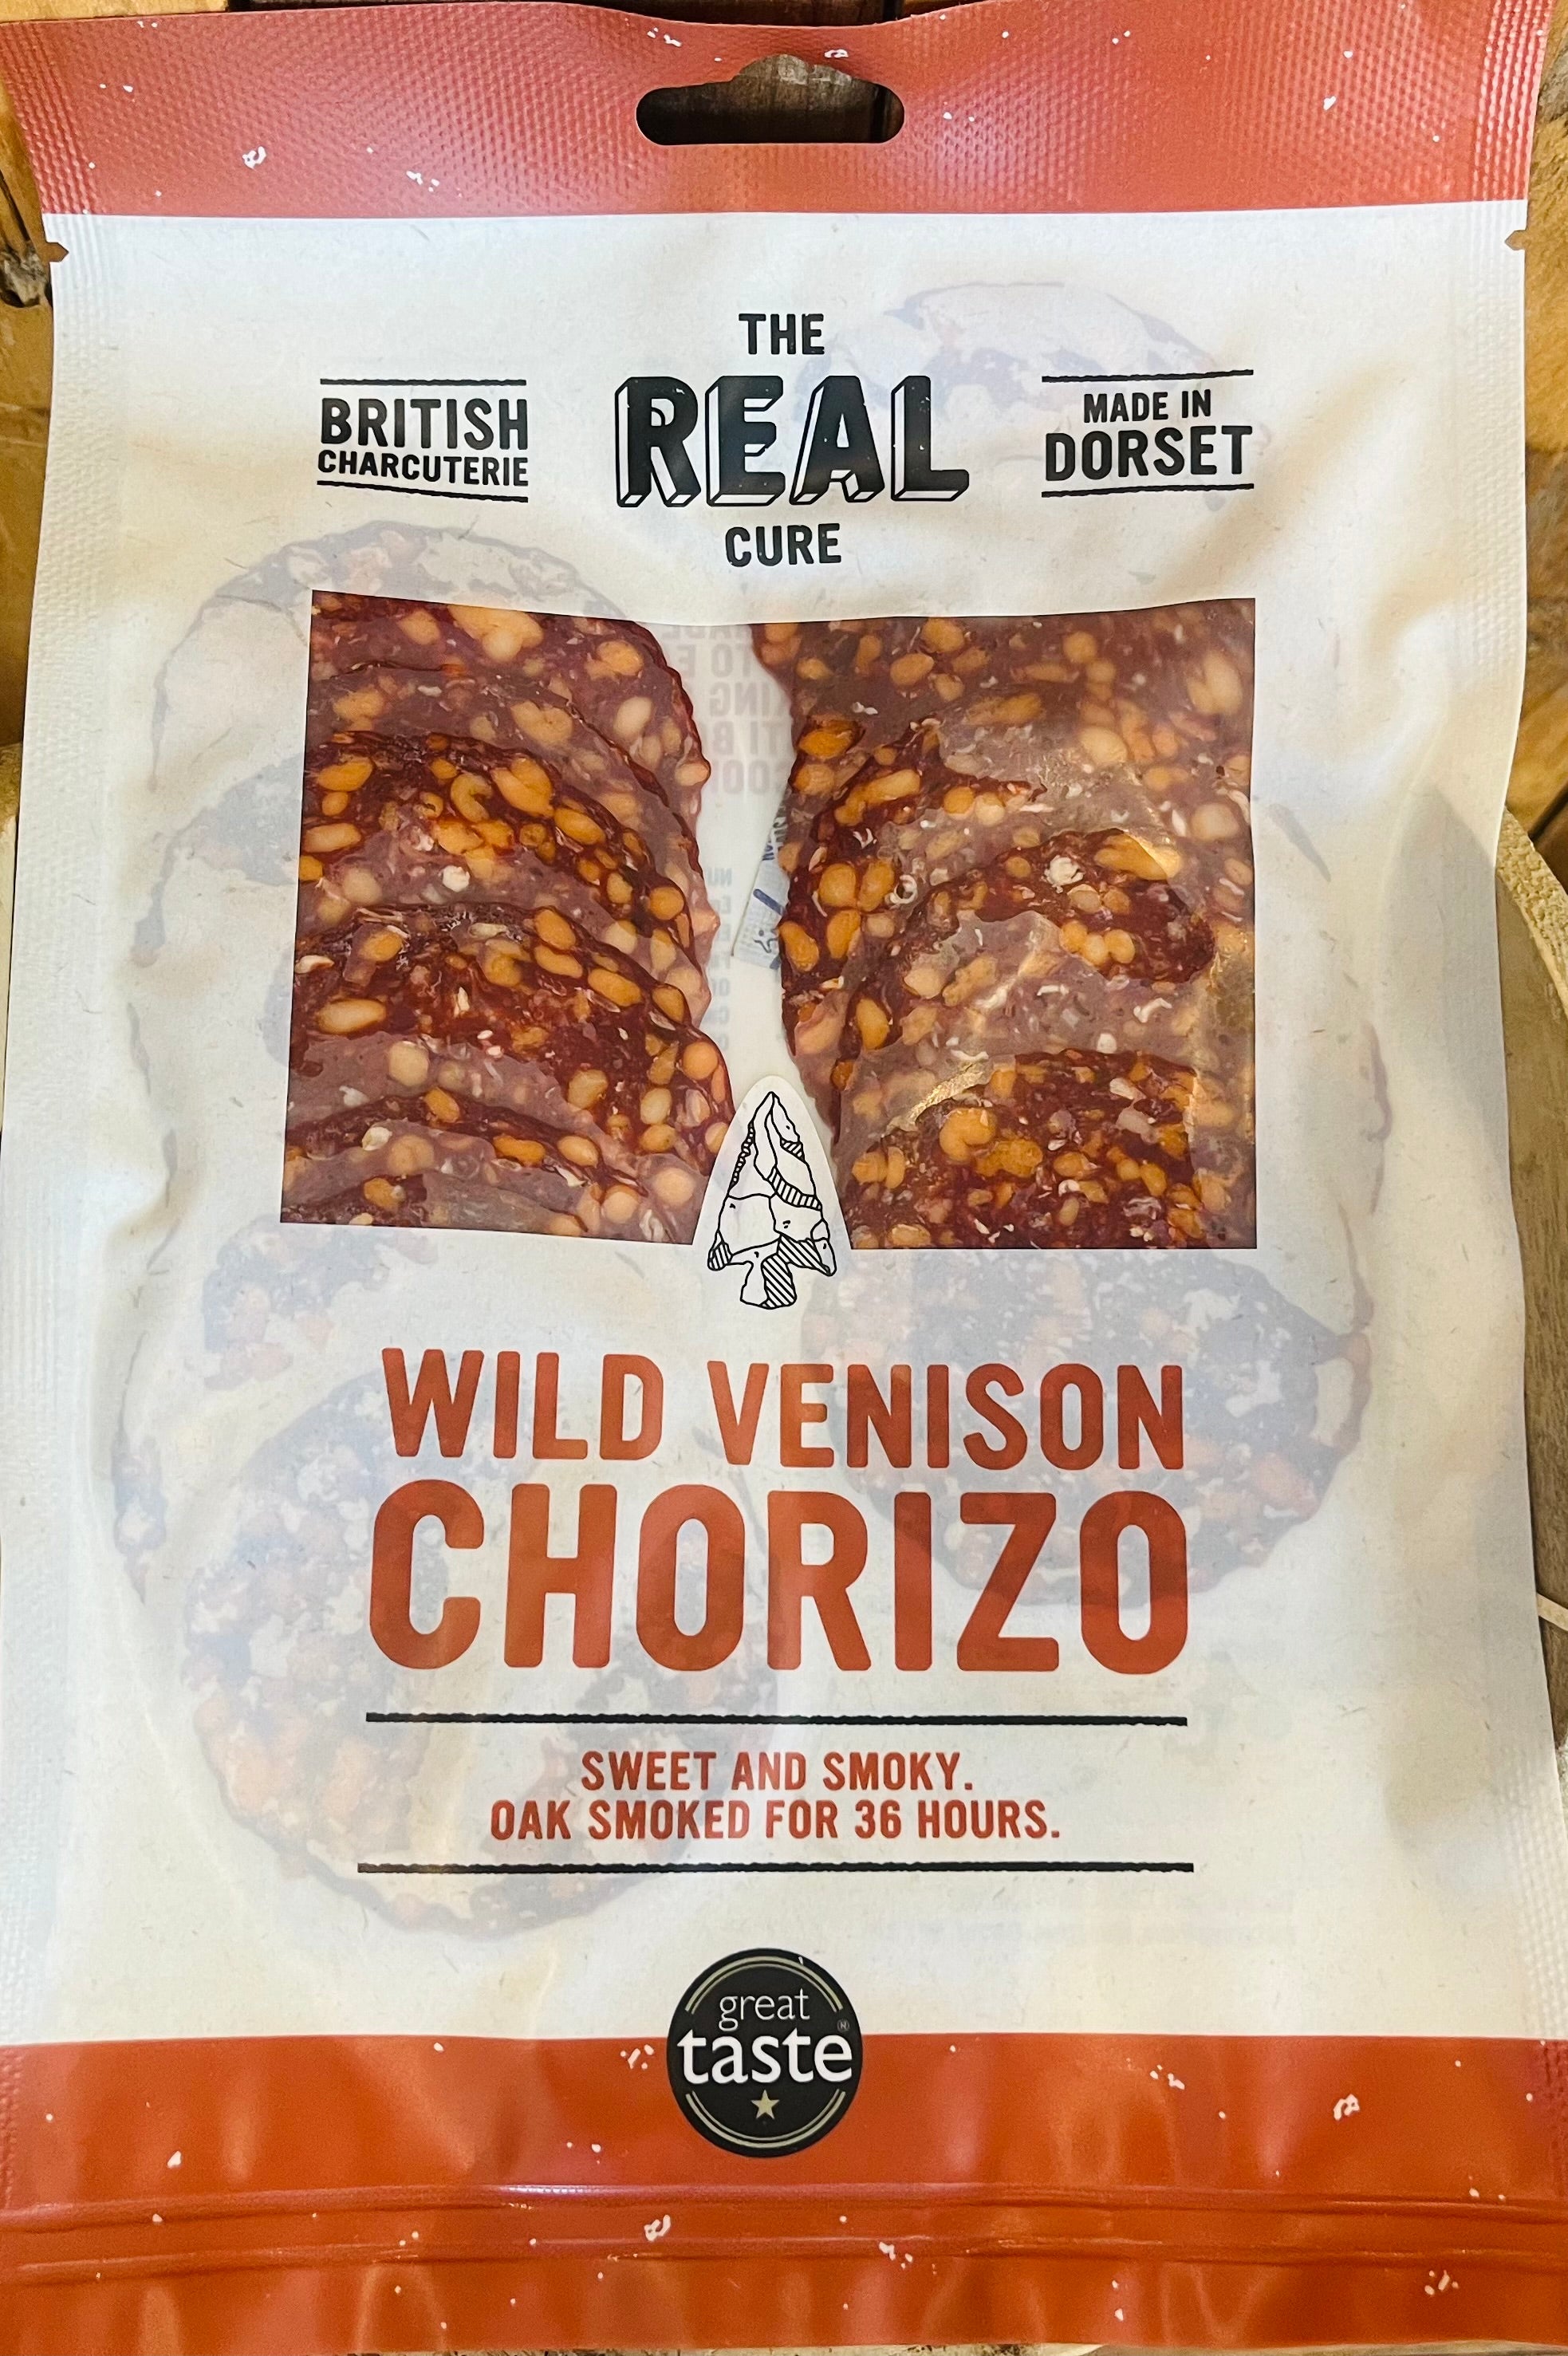 THE
REAL
CURE
BRITISH
CHARCUTERIE
MADE IN
DORSET
WILD VENISON
CHORIZO
SWEET AND SMOKY.
OAK SMOKED FOR 36 HOURS.
great
taste®